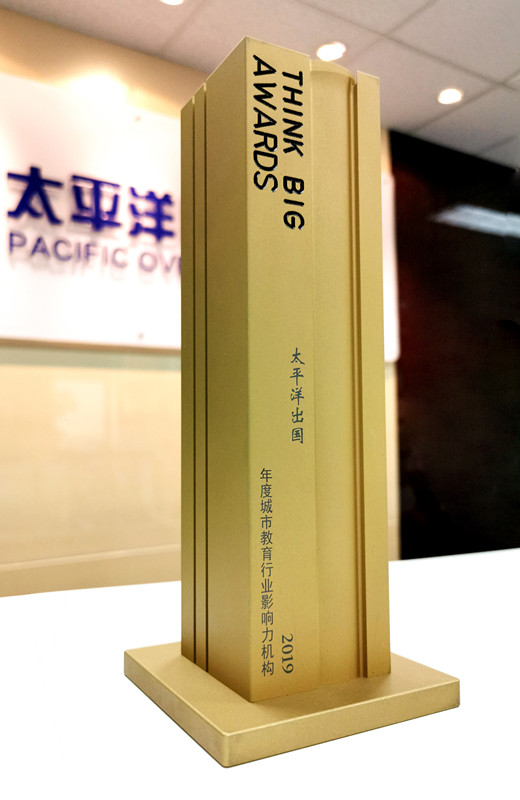 THINK BIG
AWARDS
太平洋出国
年度城市教育行业影响力机构
2019
太平洋
PACIFIC OV